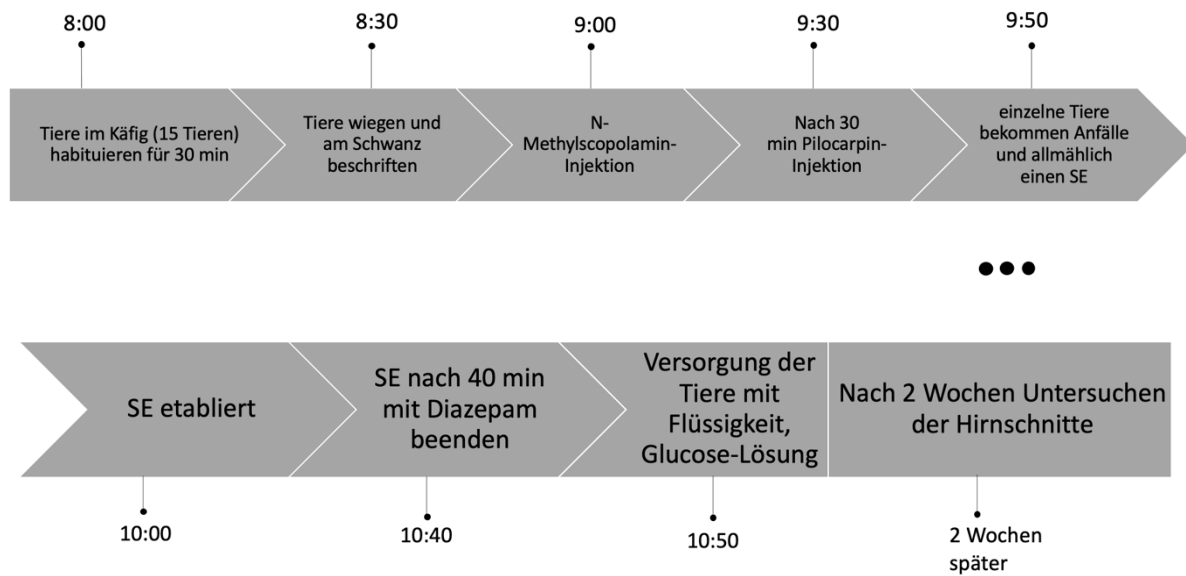 8:00
8:30
9:00
9:30
9:50
Tiere im Käfig (15 Tieren)
habituieren für 30 min
Tiere wiegen und
am Schwanz
beschriften
N-
Methylscopolamin-
Injektion
Nach 30
min Pilocarpin-
Injektion
einzelne Tiere
bekommen Anfälle
und allmählich
einen SE
SE etabliert
SE nach 40 min
mit Diazepam
beenden
Versorgung der
Tiere mit
Flüssigkeit,
Glucose-Lösung
Nach 2 Wochen Untersuchen
der Hirnschnitte
10:00
10:40
10:50
2 Wochen
später